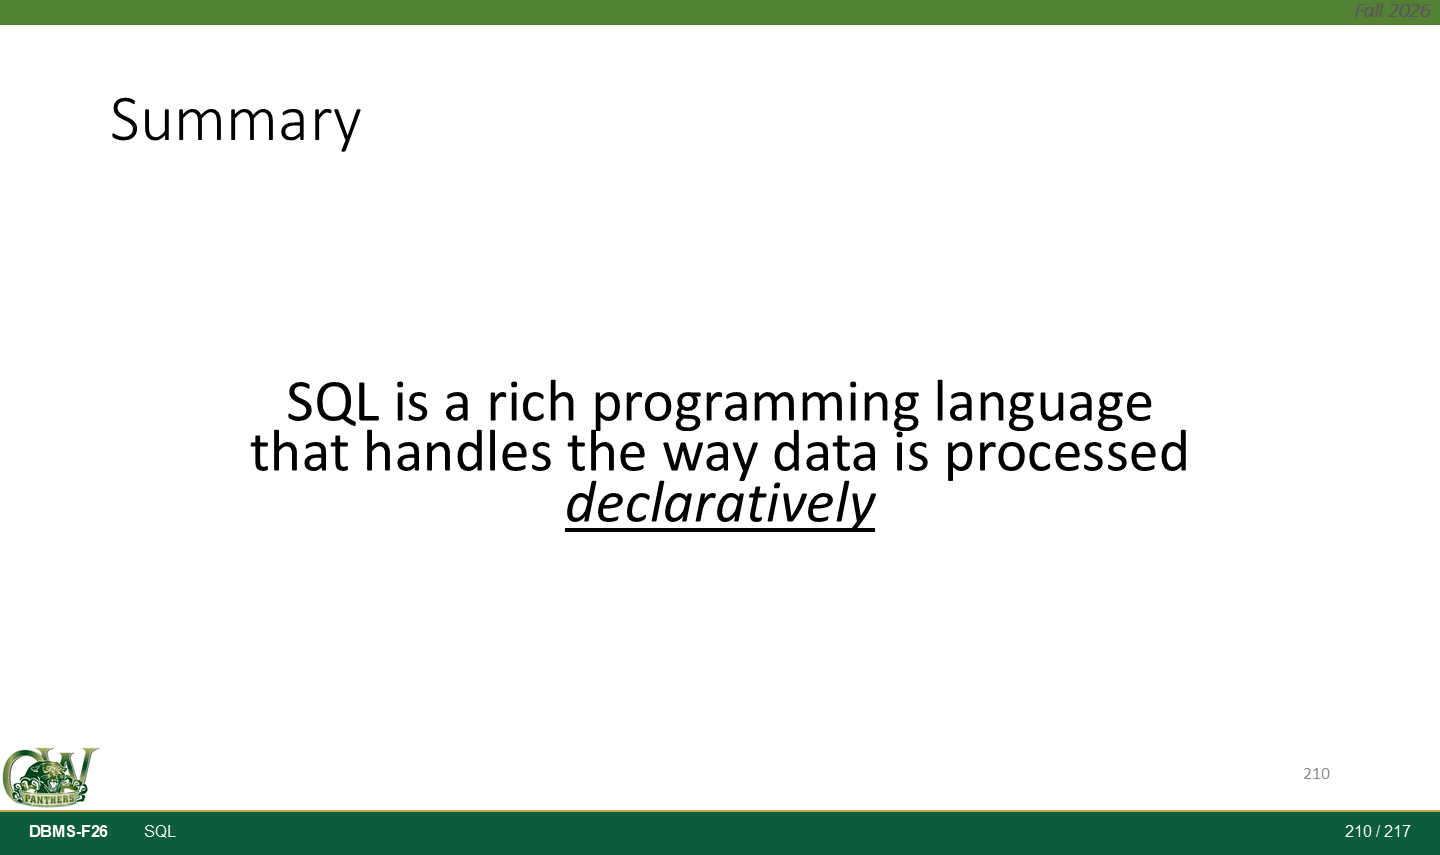 Fall 2026
Summary
SQL is a rich programming language
that handles the way data is processed
declaratively
210
OW
PANTHERS
DBMS-F26 SQL 210 / 217